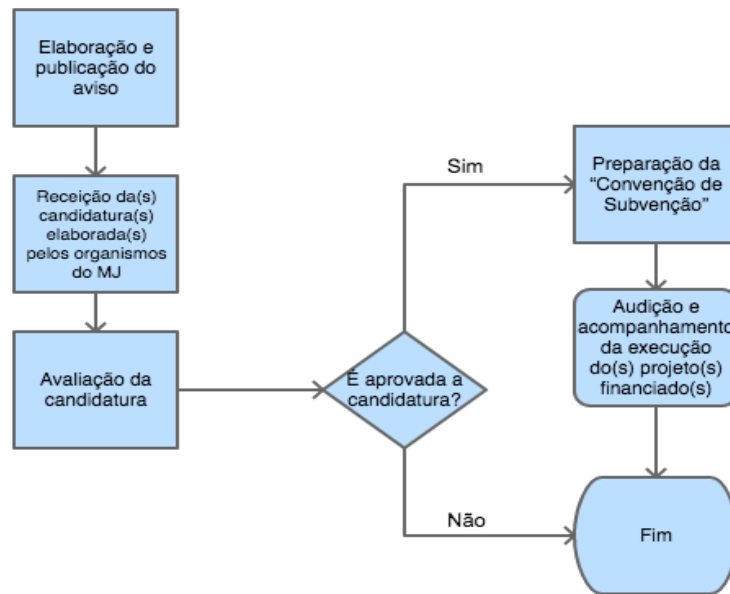 Elaboração e
publicação do
aviso
Receição da(s)
candidatura(s)
elaborada(s)
pelos organismos
do MJ
Avaliação da
candidatura
É aprovada a
candidatura?
Sim
Preparação da
“Convenção de
Subvenção”
Audição e
acompanhamento
da execução
do(s) projeto(s)
financiado(s)
Não
Fim